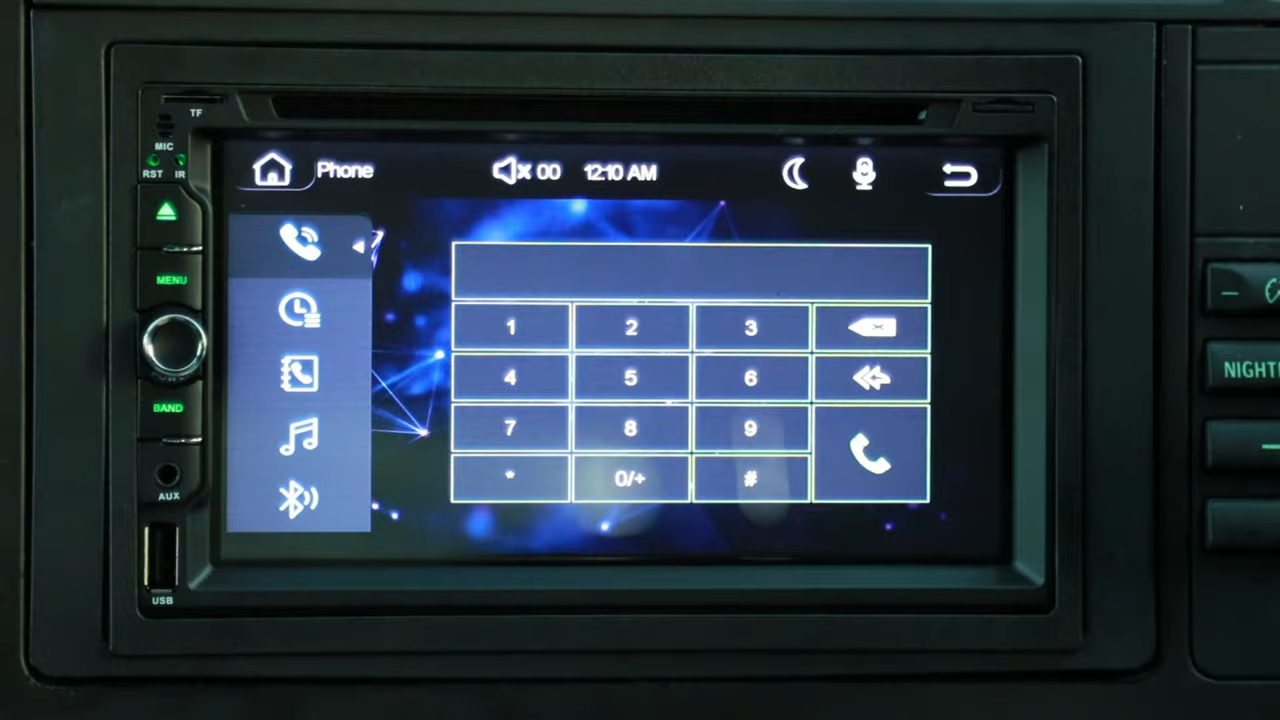 TF
MIC
RST IR
Phone
00
12:10 AM
MENU
BAND
AUX
USB
1 2 3
4 5 6
7 8 9
* 0/+ #